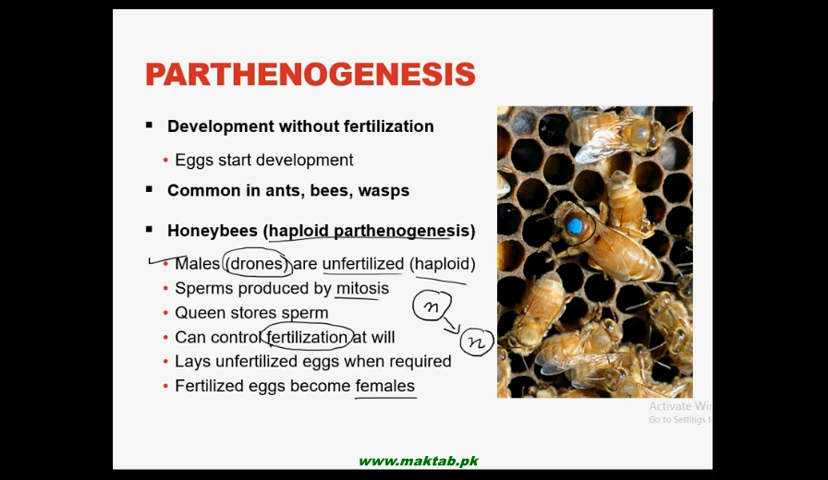 PARTHENOGENESIS
▪ Development without fertilization
• Eggs start development
▪ Common in ants, bees, wasps
▪ Honeybees (haploid parthenogenesis)
• Males (drones) are unfertilized (haploid)
• Sperms produced by mitosis
n
• Queen stores sperm
• Can control fertilization at will
n
• Lays unfertilized eggs when required
• Fertilized eggs become females
Activate Win
Go to Settings t
www.maktab.pk